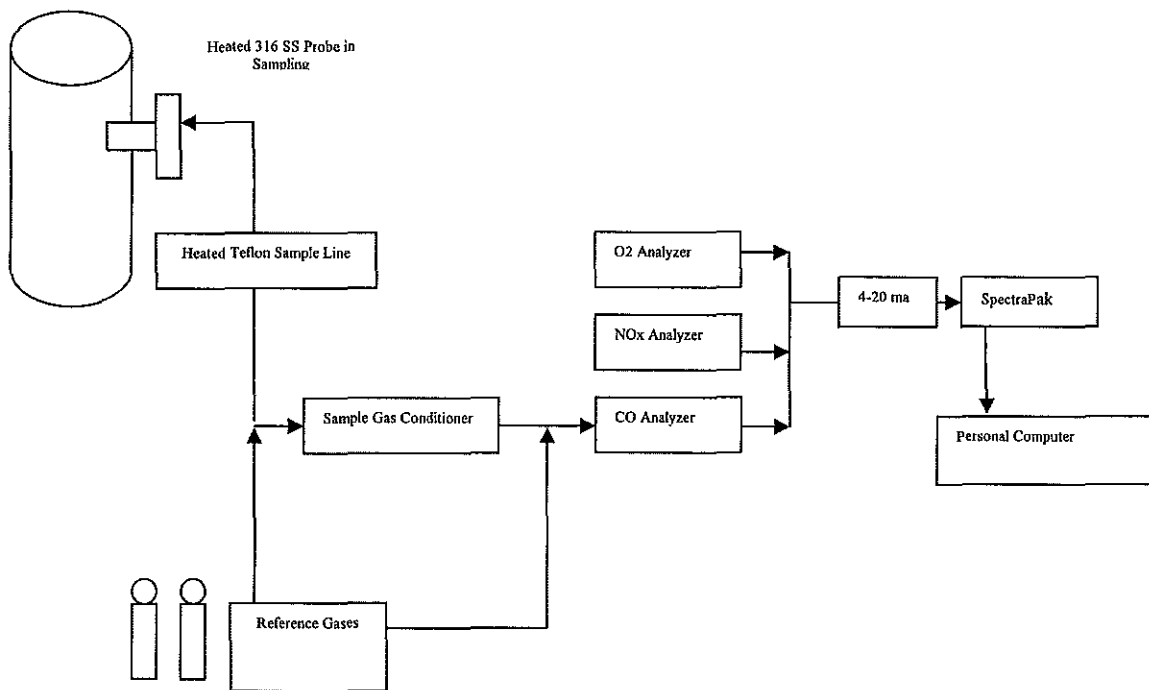 Heated 316 SS Probe in
Sampling
Heated Teflon Sample Line
O2 Analyzer
4-20 ma
SpectraPak
NOx Analyzer
Sample Gas Conditioner
CO Analyzer
Personal Computer
Reference Gases